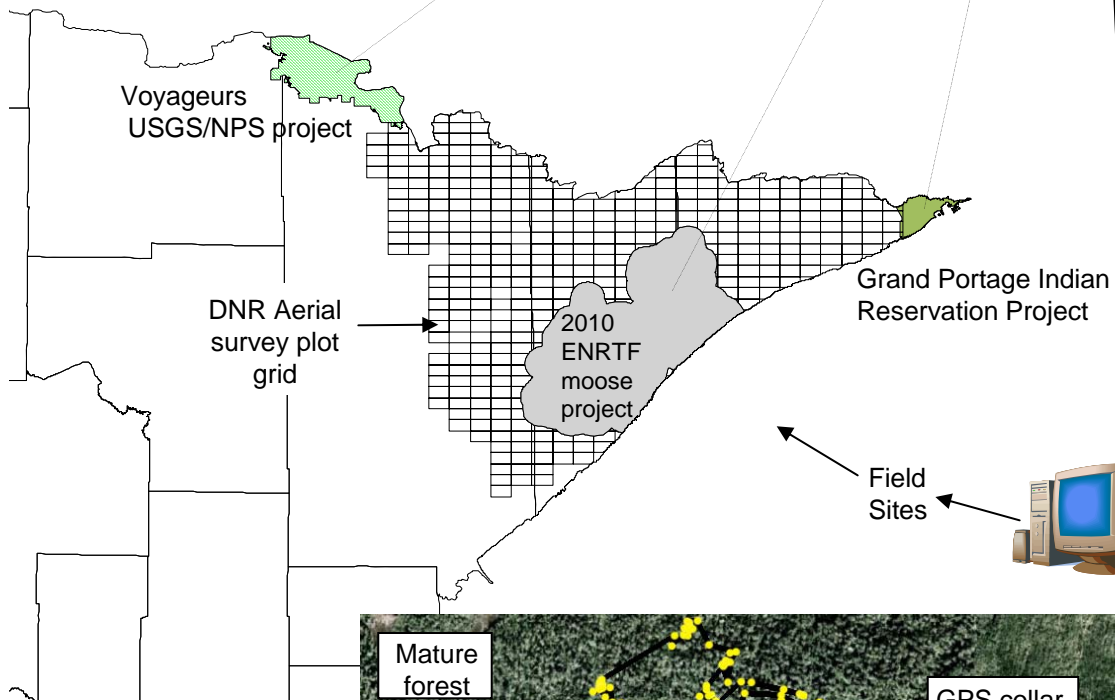 Voyageurs
USGS/NPS project
Grand Portage Indian
Reservation Project
DNR Aerial
survey plot
grid
2010
ENRTF
moose
project
Field
Sites
Mature
forest
GPS collar